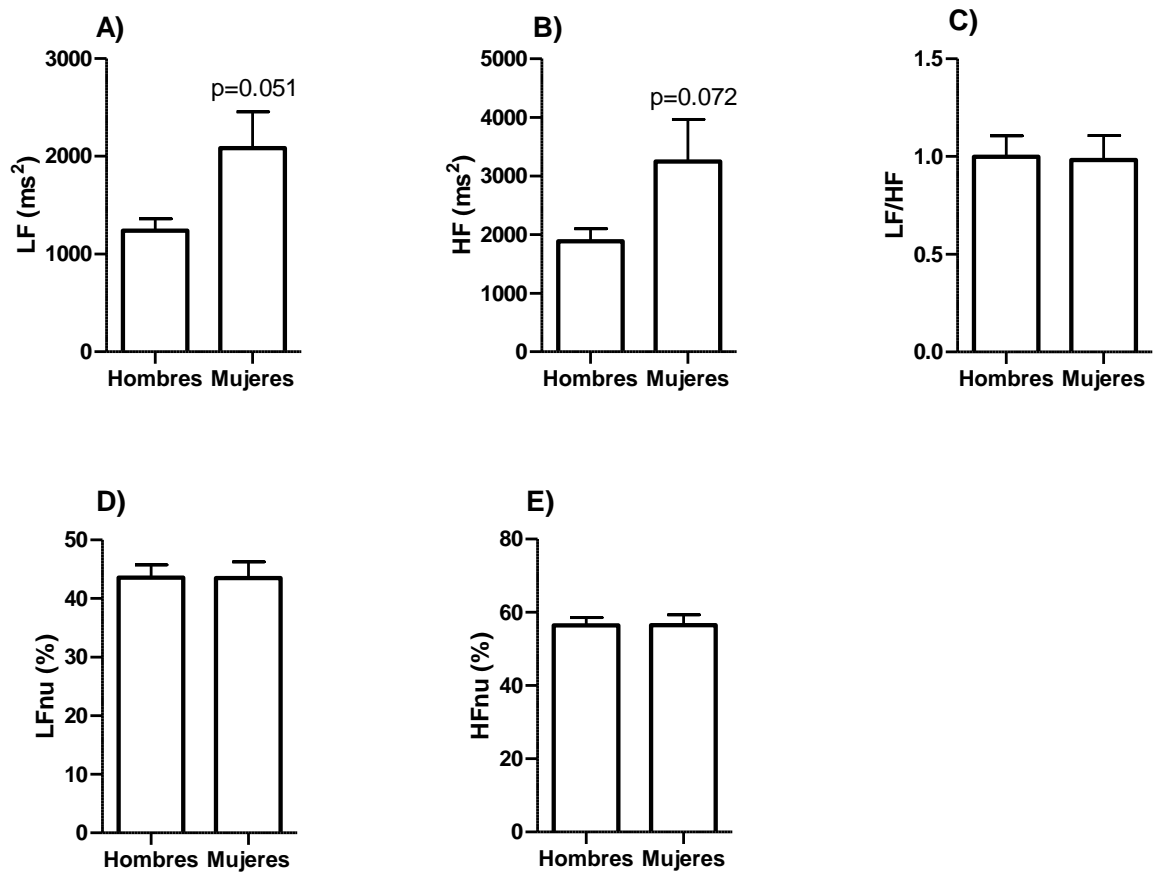 A)
3000
2000
1000
0
LF (ms²)
p=0.051
Hombres Mujeres
B)
5000
4000
3000
2000
1000
0
HF (ms²)
p=0.072
Hombres Mujeres
C)
1.5
1.0
0.5
0.0
LF/HF
Hombres Mujeres
D)
50
40
30
20
10
0
LFnu (%)
Hombres Mujeres
E)
80
60
40
20
0
HFnu (%)
Hombres Mujeres